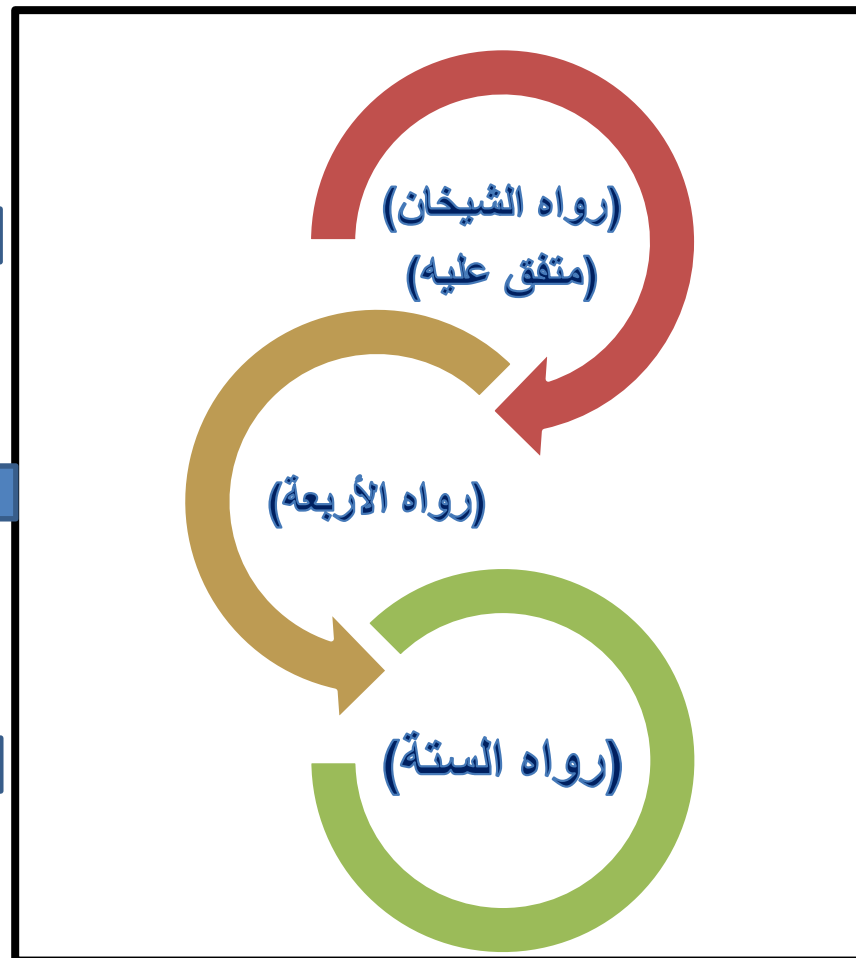 (رواه الشيخان)
(متفق عليه)
(رواه الأربعة)
(رواه الستة)